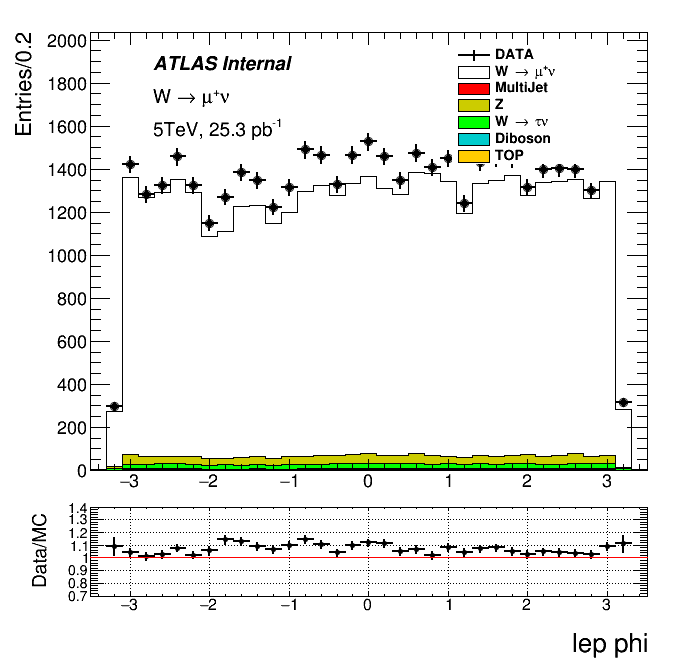 Entries/0.2
2000
1800
1600
1400
1200
1000
800
600
400
200
0
ATLAS Internal
W → μ⁺ν
5TeV, 25.3 pb⁻¹
DATA
W → μ⁺ν
MultiJet
Z
W → τν
Diboson
TOP
−3 −2 −1 0 1 2 3
Data/MC
1.4
1.3
1.2
1.1
1
0.9
0.8
0.7
−3 −2 −1 0 1 2 3
lep phi